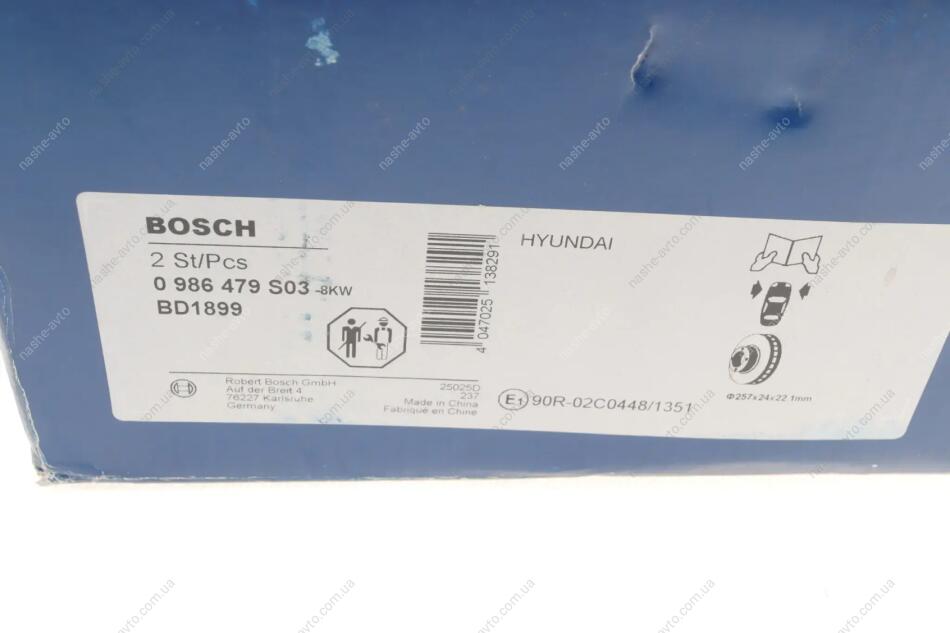 BOSCH
2 St/Pcs
0 986 479 S03 -8KW
BD1899
4 047025 138291
HYUNDAI
Robert Bosch GmbH
Auf der Breit 4
76227 Karlsruhe
Germany
25025D
237
Made in China
Fabriqué en Chine
E1 90R-02C0448/1351
Φ257x24x22.1mm
nashe-avto
nashe-avto.com.ua